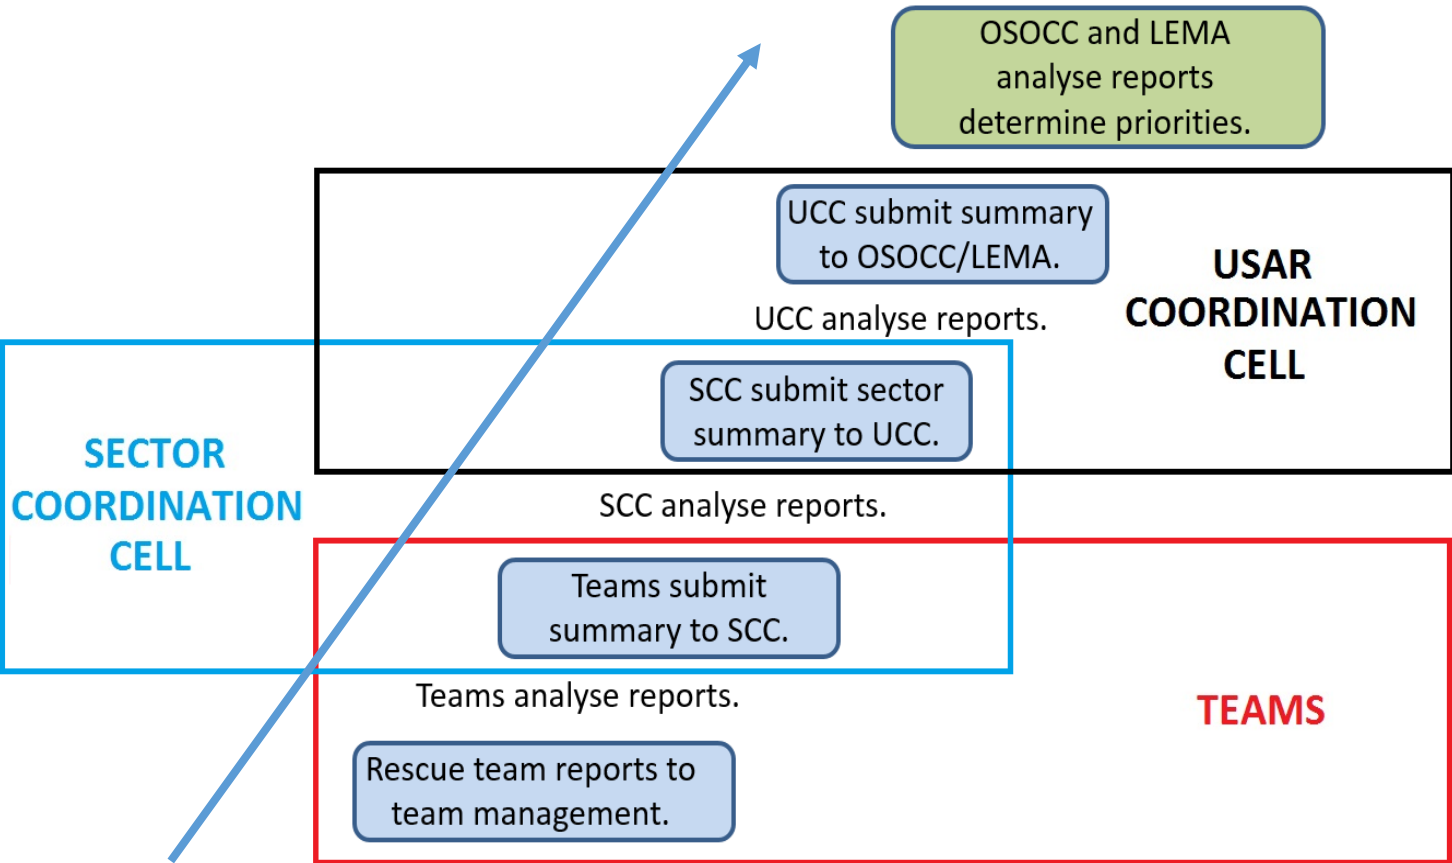 OSOCC and LEMA
analyse reports
determine priorities.
UCC submit summary
to OSOCC/LEMA.
UCC analyse reports.
USAR
COORDINATION
CELL
SCC submit sector
summary to UCC.
SECTOR
COORDINATION
CELL
SCC analyse reports.
Teams submit
summary to SCC.
Teams analyse reports.
TEAMS
Rescue team reports to
team management.